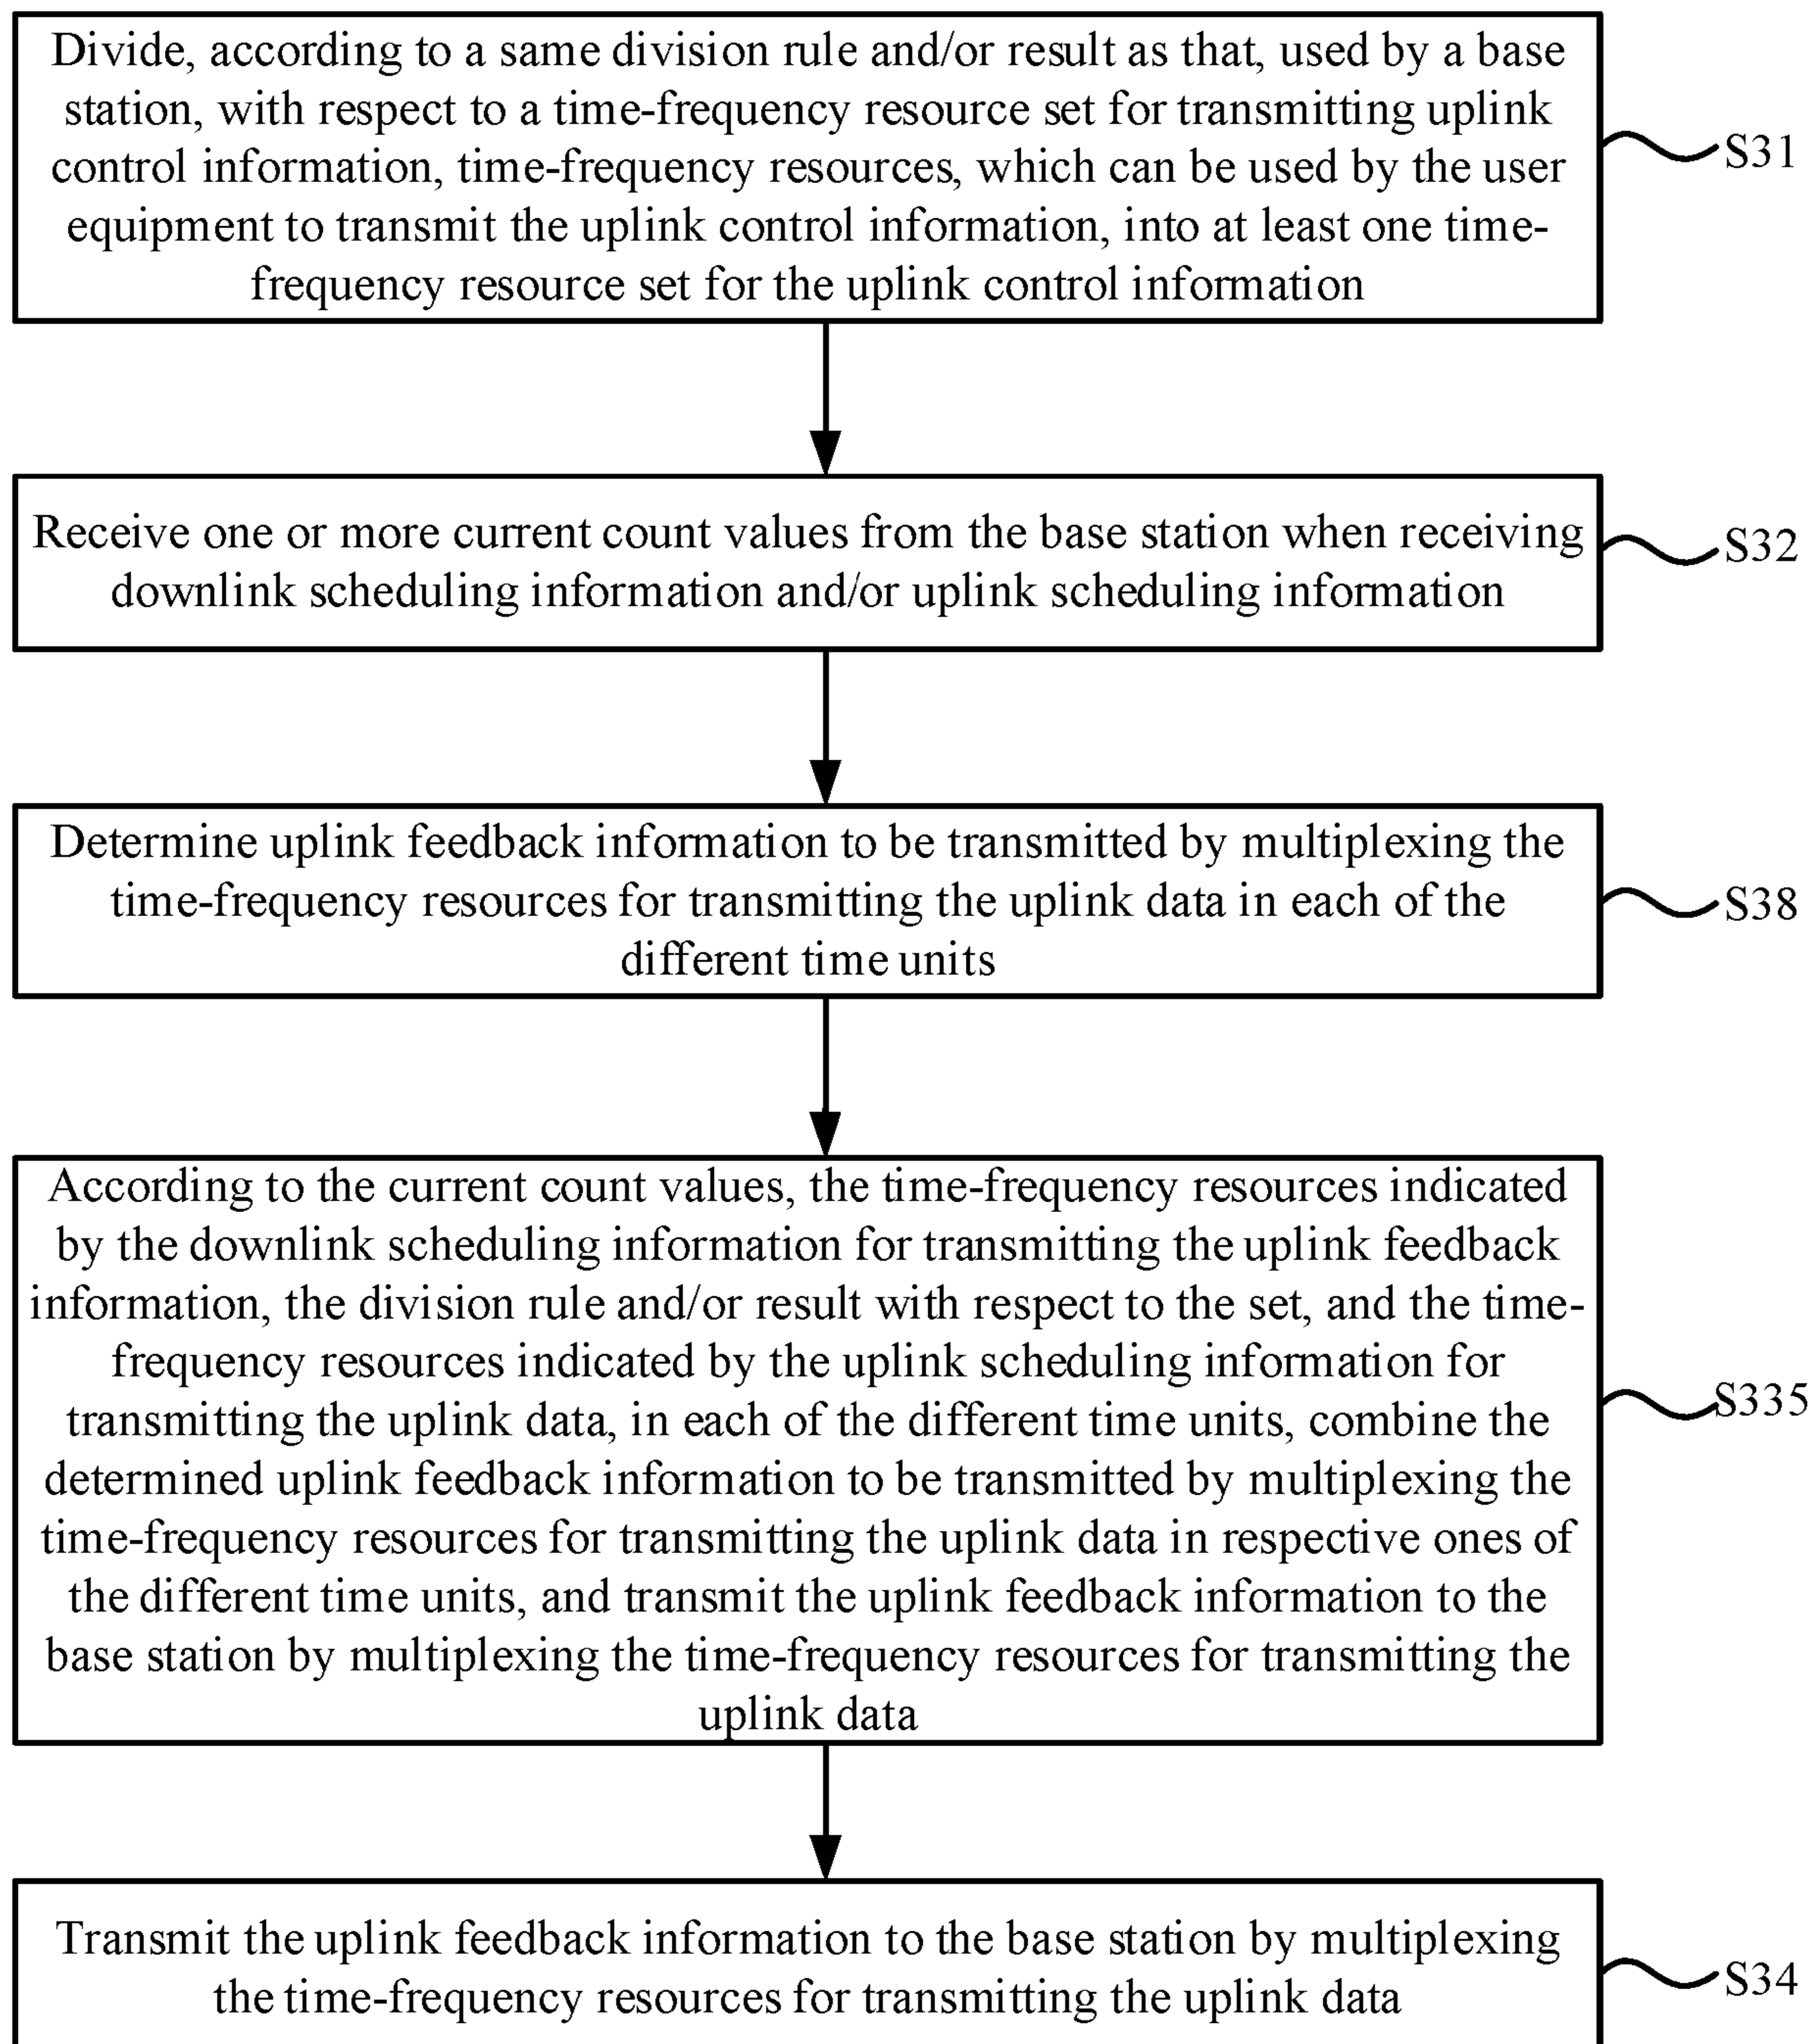 Divide, according to a same division rule and/or result as that, used by a base
station, with respect to a time-frequency resource set for transmitting uplink
control information, time-frequency resources, which can be used by the user
equipment to transmit the uplink control information, into at least one time-
frequency resource set for the uplink control information
S31
Receive one or more current count values from the base station when receiving
downlink scheduling information and/or uplink scheduling information
S32
Determine uplink feedback information to be transmitted by multiplexing the
time-frequency resources for transmitting the uplink data in each of the
different time units
S38
According to the current count values, the time-frequency resources indicated
by the downlink scheduling information for transmitting the uplink feedback
information, the division rule and/or result with respect to the set, and the time-
frequency resources indicated by the uplink scheduling information for
transmitting the uplink data, in each of the different time units, combine the
determined uplink feedback information to be transmitted by multiplexing the
time-frequency resources for transmitting the uplink data in respective ones of
the different time units, and transmit the uplink feedback information to the
base station by multiplexing the time-frequency resources for transmitting the
uplink data
S335
Transmit the uplink feedback information to the base station by multiplexing
the time-frequency resources for transmitting the uplink data
S34